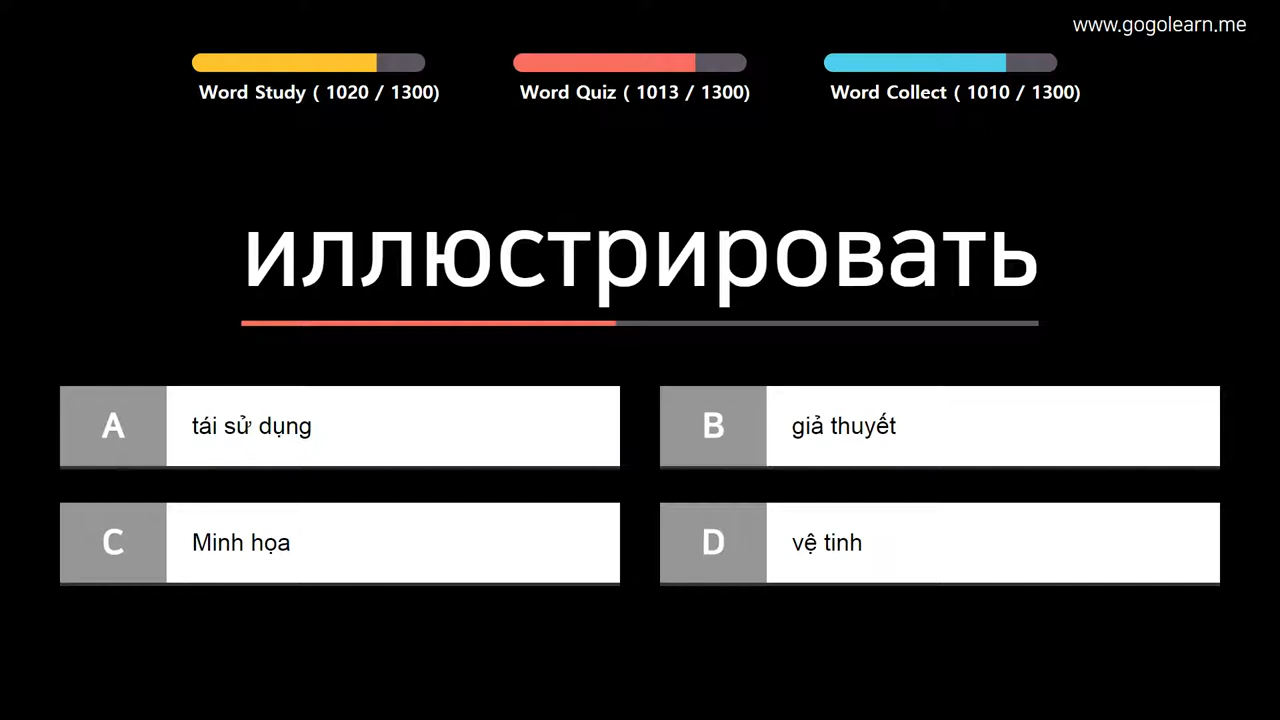 www.gogolearn.me
Word Study ( 1020 / 1300)
Word Quiz ( 1013 / 1300)
Word Collect ( 1010 / 1300)
иллюстрировать
A
tái sử dụng
B
giả thuyết
C
Minh họa
D
vệ tinh